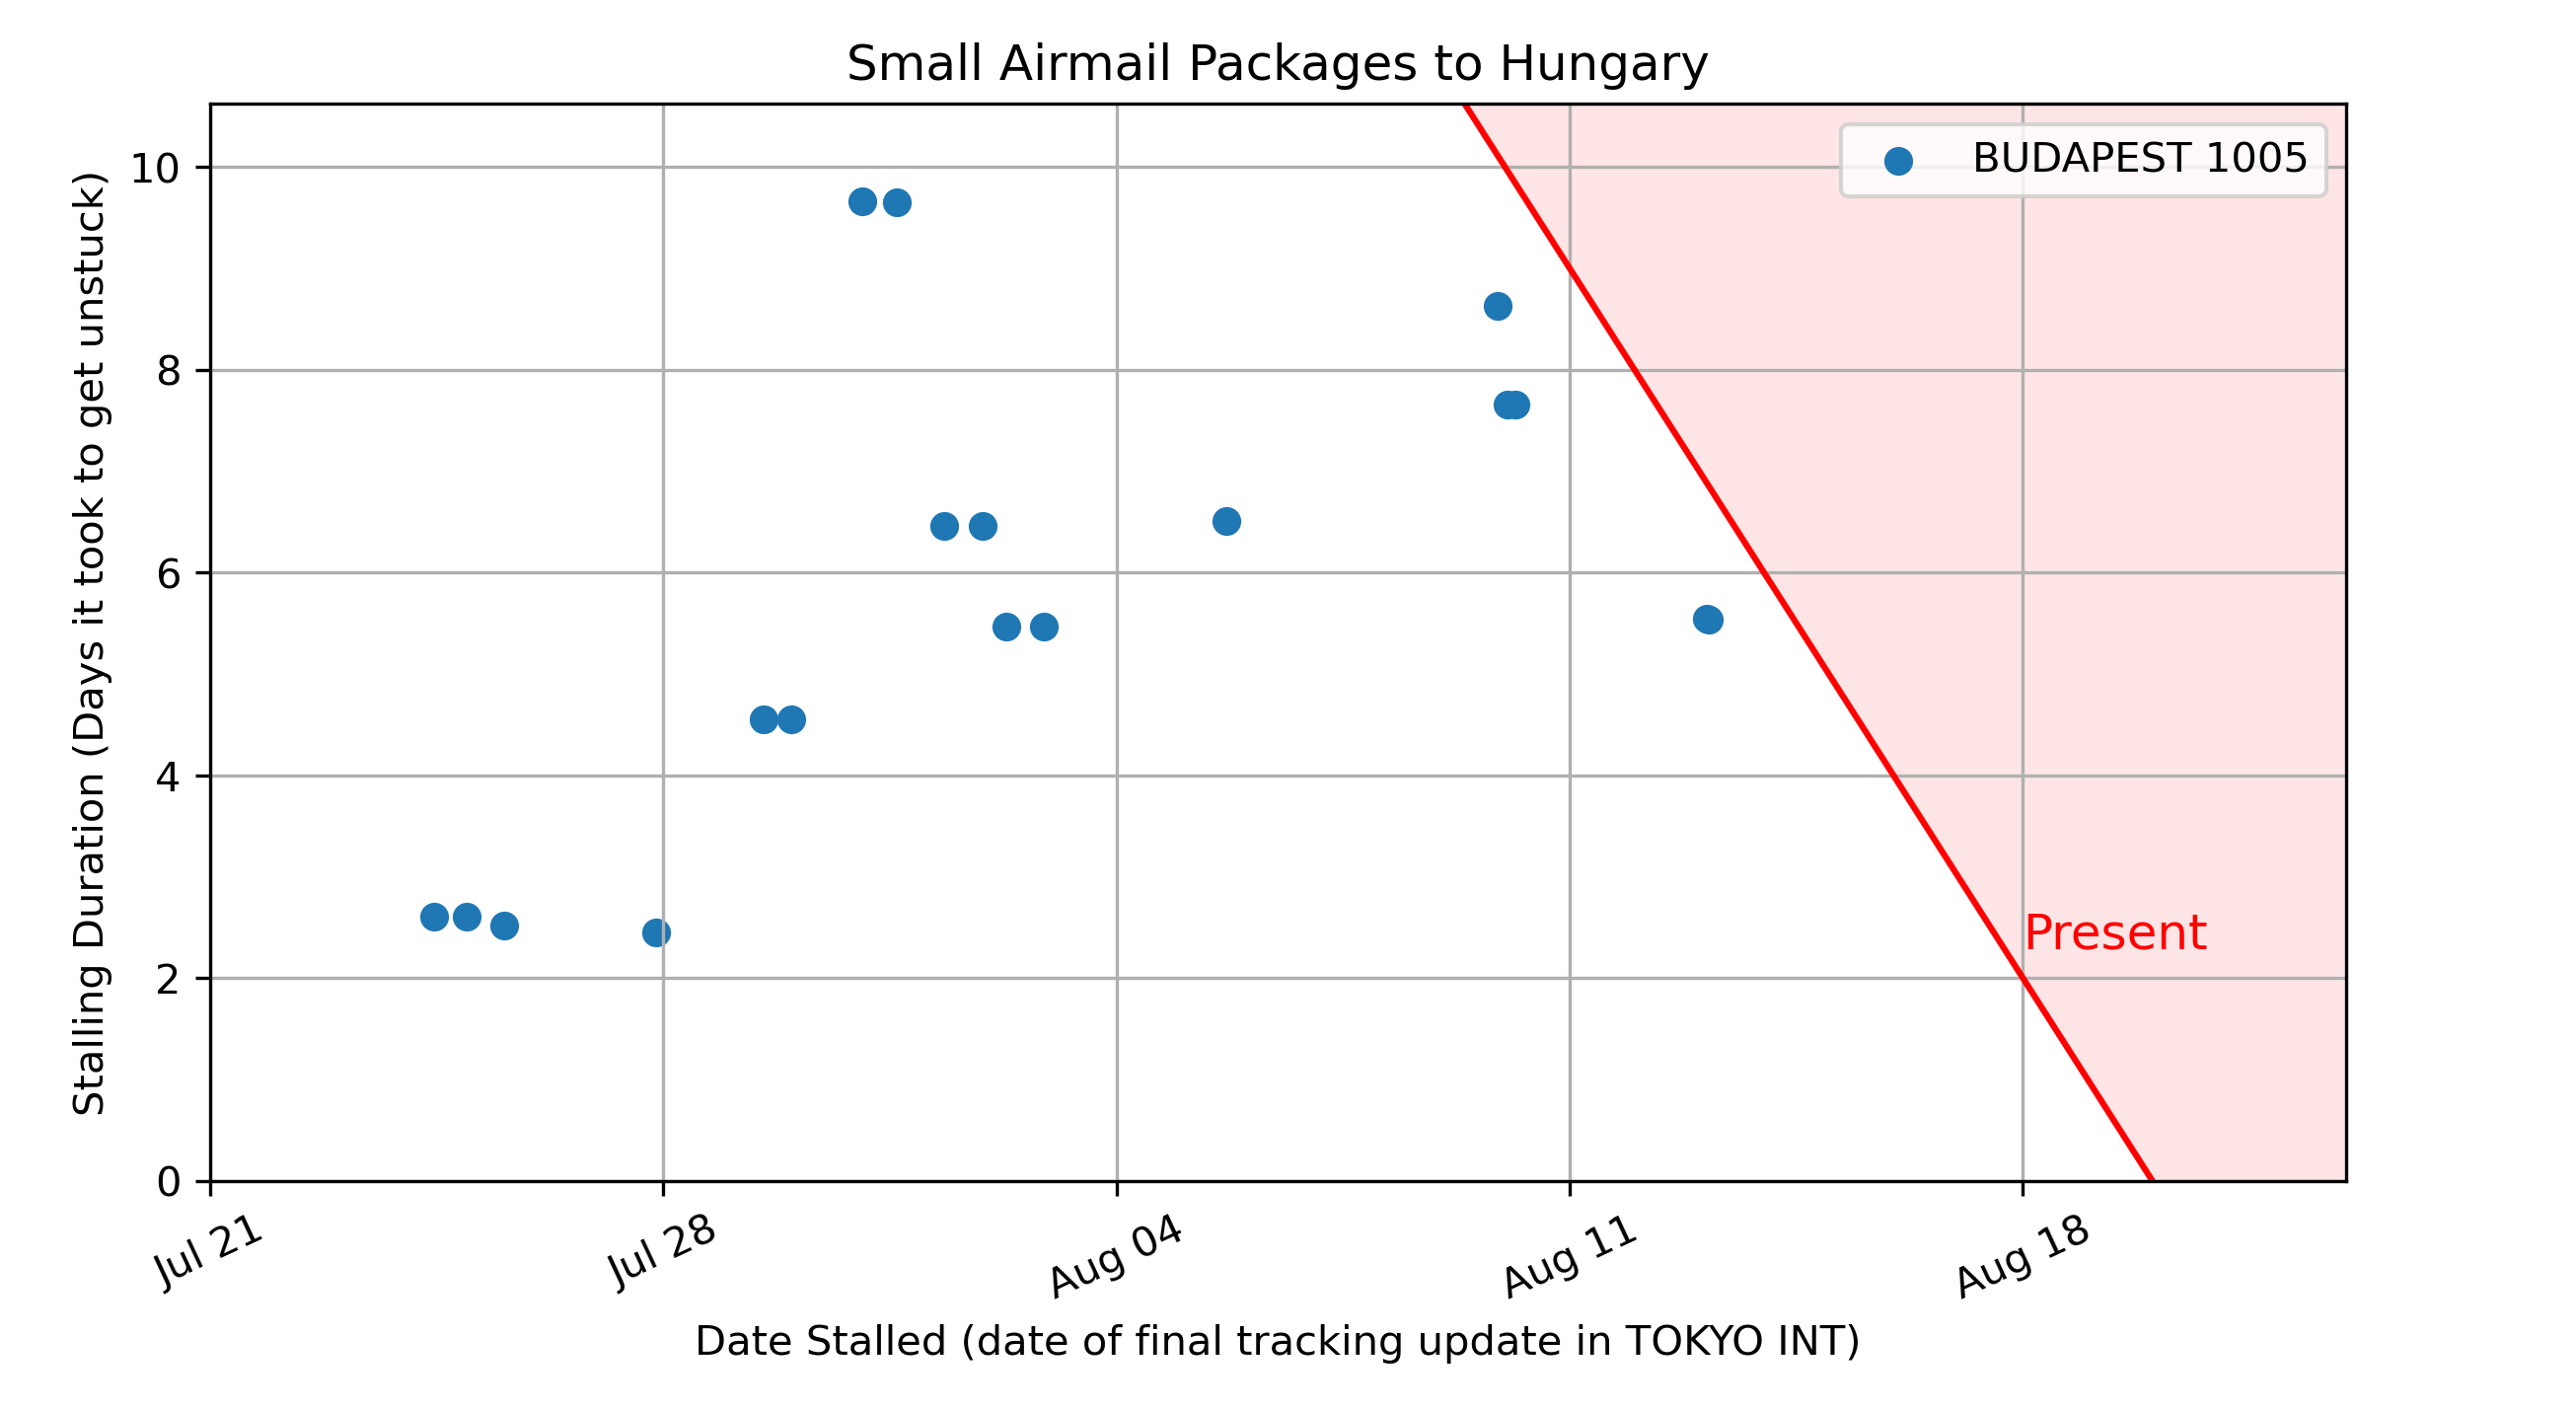 Small Airmail Packages to Hungary
BUDAPEST 1005
Stalling Duration (Days it took to get unstuck)
10
8
6
4
2
0
Present
Jul 21
Jul 28
Aug 04
Aug 11
Aug 18
Date Stalled (date of final tracking update in TOKYO INT)